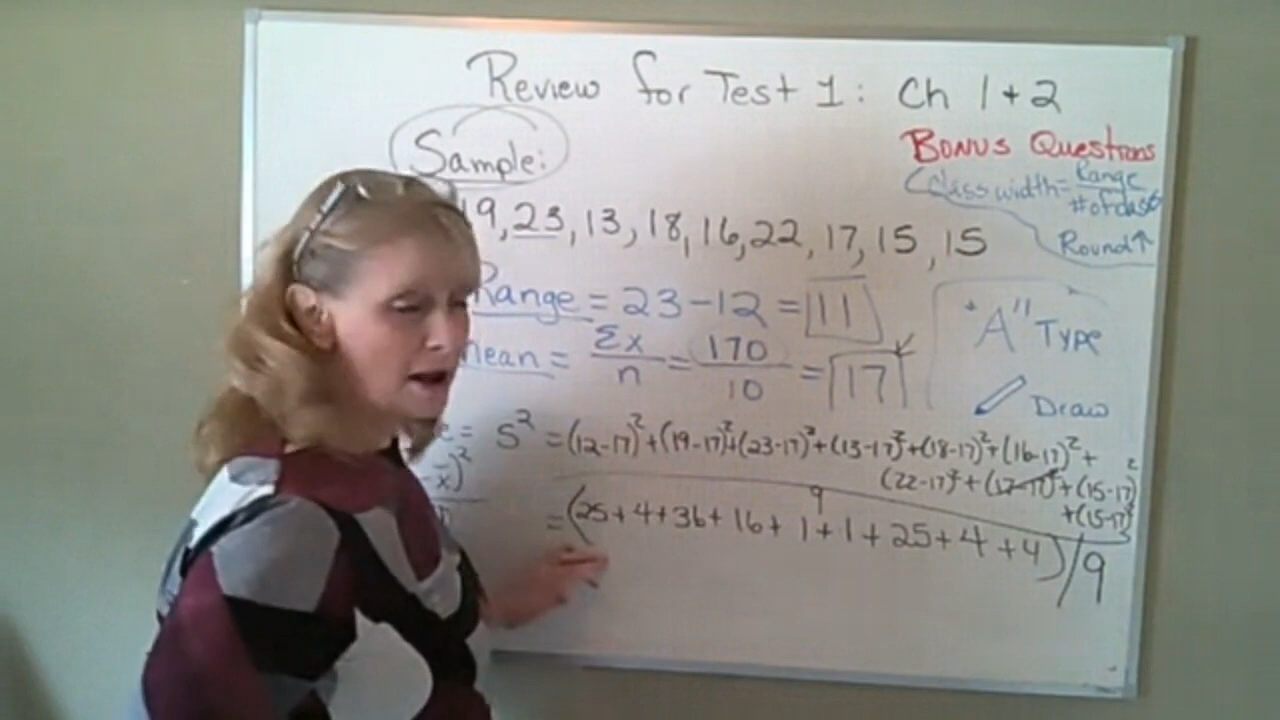 Review for Test 1: Ch 1 + 2
Bonus Questions
Sample:
Class width = Range
# of class
Round ↑
19, 23, 13, 18, 16, 22, 17, 15, 15
Range = 23 - 12 = 11
"A" Type
mean = Σx = 170 = 17
n 10
Draw
S² = (12-17)² + (19-17)² + (23-17)² + (13-17)² + (18-17)² + (16-17)² +
(22-17)² + (17-17)² + (15-17)²
+ (15-17)²
9
= (25 + 4 + 36 + 16 + 1 + 1 + 25 + 4 + 4) / 9